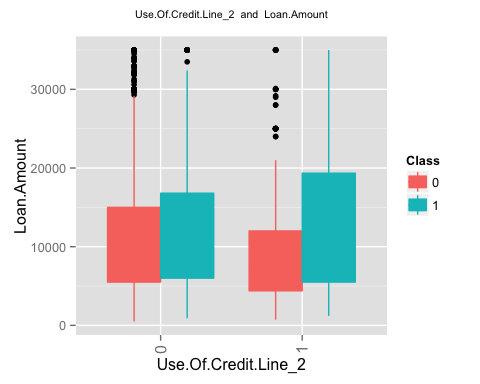 Use.Of.Credit.Line_2 and Loan.Amount
Loan.Amount
30000
20000
10000
0
0
1
Use.Of.Credit.Line_2
Class
0
1